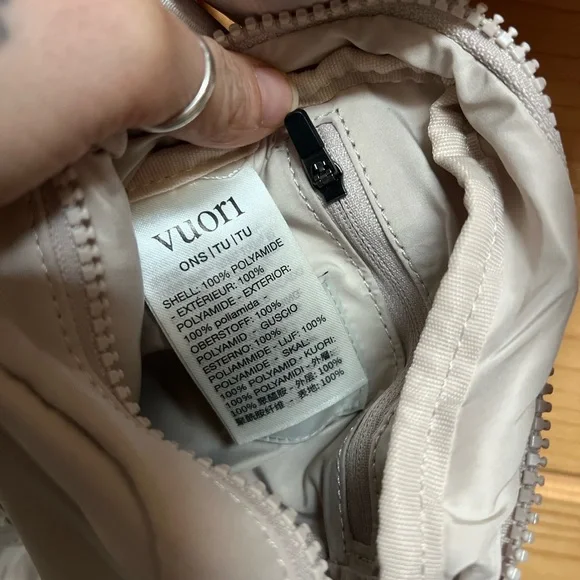 vuori
ONS | TU | TU
SHELL: 100% POLYAMIDE
- EXTÉRIEUR: 100%
POLYAMIDE - EXTERIOR:
100% poliamida -
OBERSTOFF: 100%
POLYAMID - GUSCIO
ESTERNO: 100%
POLIAMMIDE - LIJF: 100%
POLYAMIDE - SKAL:
100% POLYAMID - KUORI:
100% POLYAMIDI - 外層:
100% 聚醯胺 - 外层: 100%
聚酰胺纤维 - 表地: 100%